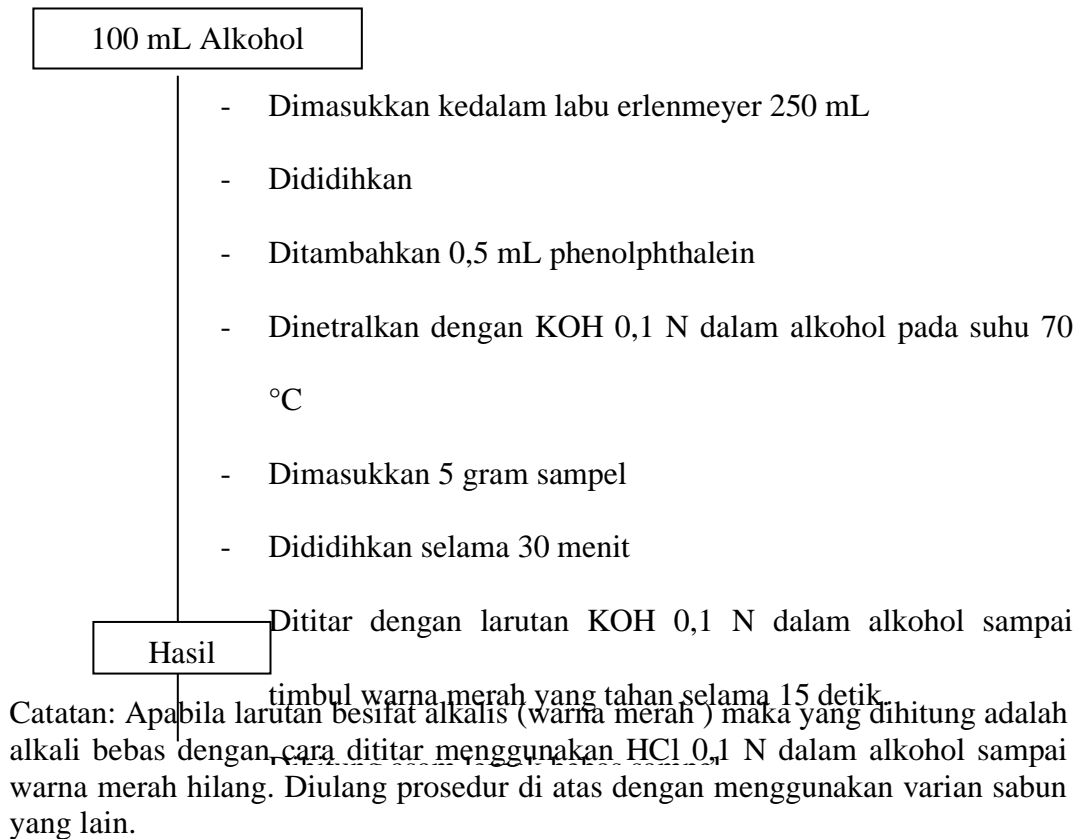 100 mL Alkohol
- Dimasukkan kedalam labu erlenmeyer 250 mL
- Dididihkan
- Ditambahkan 0,5 mL phenolphthalein
- Dinetralkan dengan KOH 0,1 N dalam alkohol pada suhu 70
°C
- Dimasukkan 5 gram sampel
- Dididihkan selama 30 menit
Dititar dengan larutan KOH 0,1 N dalam alkohol sampai
Hasil
timbul warna merah yang tahan selama 15 detik.
Catatan: Apabila larutan besifat alkalis (warna merah ) maka yang dihitung adalah
alkali bebas dengan cara dititar menggunakan HCl 0,1 N dalam alkohol sampai
warna merah hilang. Diulang prosedur di atas dengan menggunakan varian sabun
yang lain.